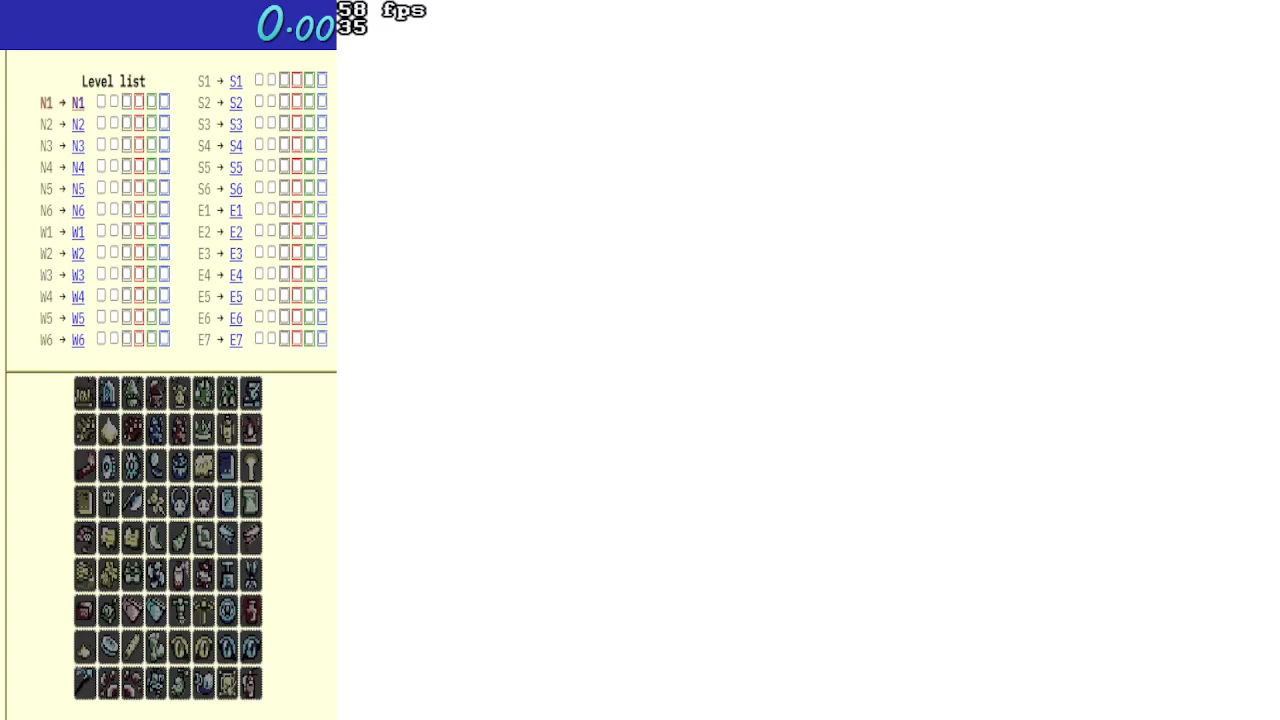 0.00
58 fps
35
Level list
N1 → N1
N2 → N2
N3 → N3
N4 → N4
N5 → N5
N6 → N6
W1 → W1
W2 → W2
W3 → W3
W4 → W4
W5 → W5
W6 → W6
S1 → S1
S2 → S2
S3 → S3
S4 → S4
S5 → S5
S6 → S6
E1 → E1
E2 → E2
E3 → E3
E4 → E4
E5 → E5
E6 → E6
E7 → E7